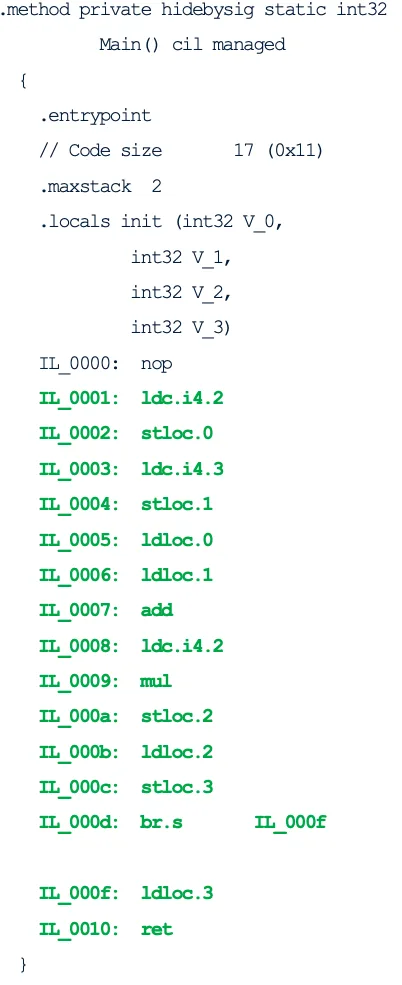 .method private hidebysig static int32
Main() cil managed
{
.entrypoint
// Code size 17 (0x11)
.maxstack 2
.locals init (int32 V_0,
int32 V_1,
int32 V_2,
int32 V_3)
IL_0000: nop
IL_0001: ldc.i4.2
IL_0002: stloc.0
IL_0003: ldc.i4.3
IL_0004: stloc.1
IL_0005: ldloc.0
IL_0006: ldloc.1
IL_0007: add
IL_0008: ldc.i4.2
IL_0009: mul
IL_000a: stloc.2
IL_000b: ldloc.2
IL_000c: stloc.3
IL_000d: br.s IL_000f
IL_000f: ldloc.3
IL_0010: ret
}